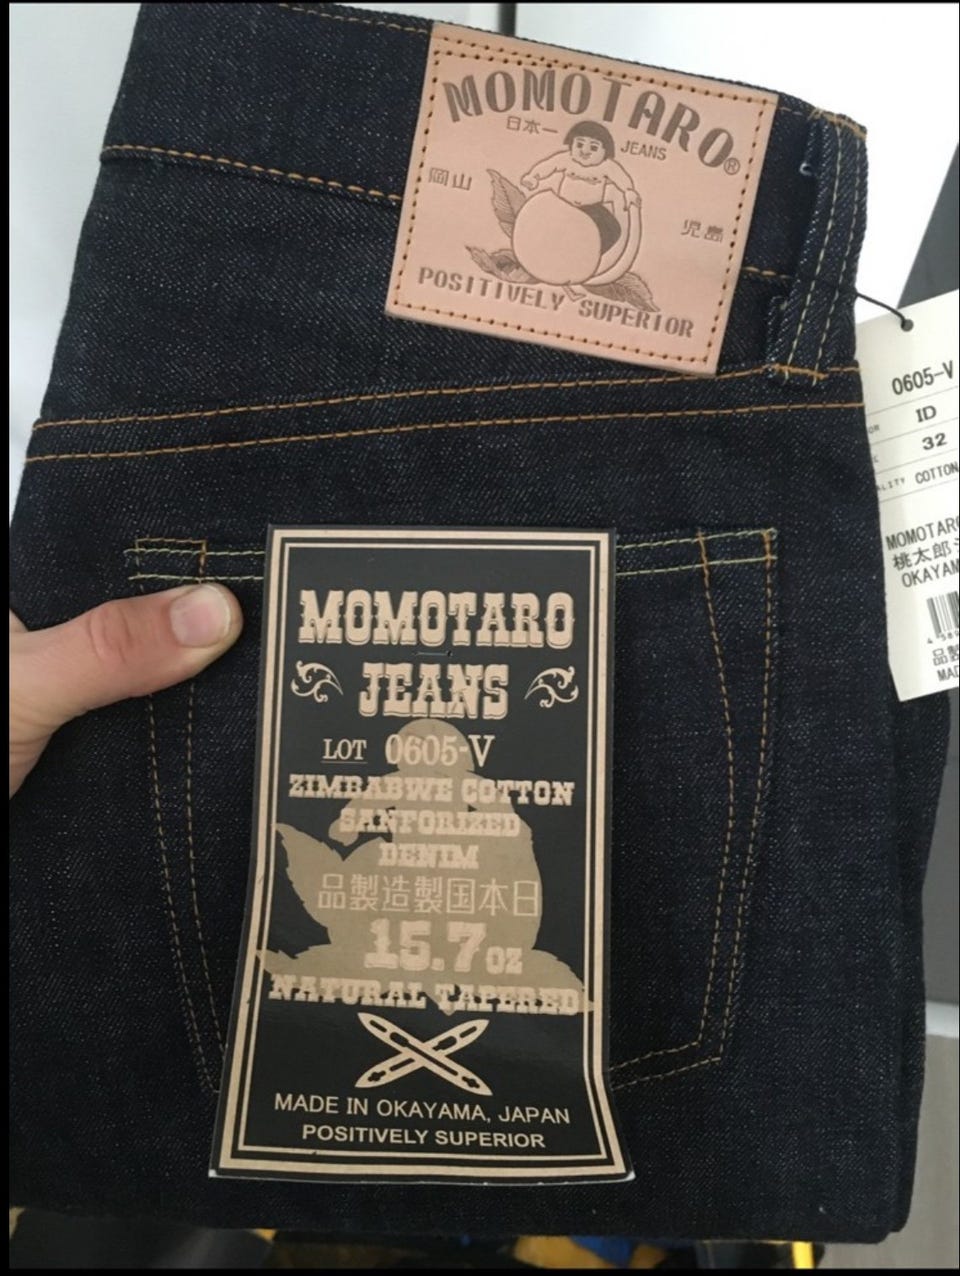 MOMOTARO®
日本一
JEANS
岡山
児島
POSITIVELY SUPERIOR
0605-V
ID
32
COTTON
MOMOTARO
桃太郎
OKAYAM
MOMOTARO
JEANS
LOT 0605-V
ZIMBABWE COTTON
SANFORIZED
DENIM
品製造製国本日
15.7oz
NATURAL TAPERED
MADE IN OKAYAMA, JAPAN
POSITIVELY SUPERIOR